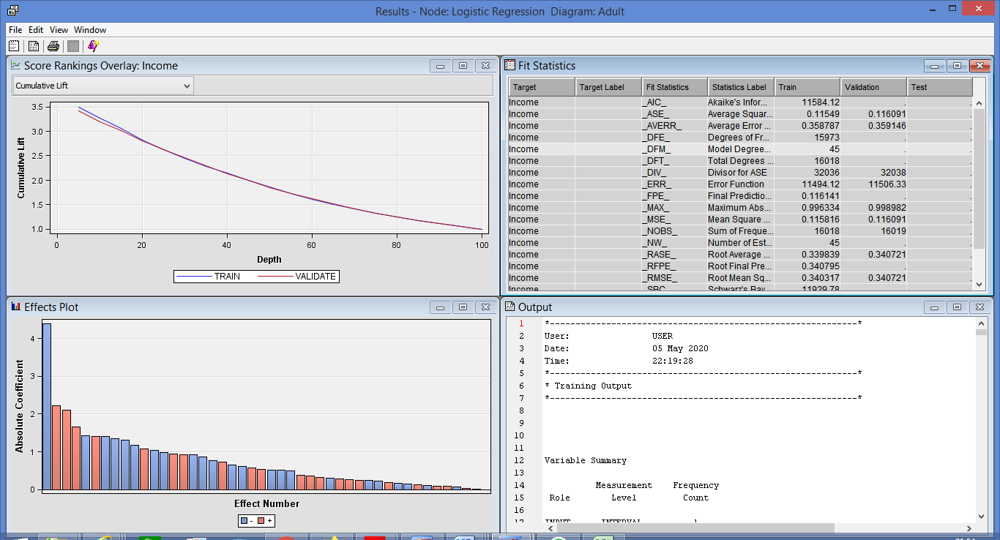 Results - Node: Logistic Regression Diagram: Adult
File Edit View Window
Score Rankings Overlay: Income
Cumulative Lift
3.5
3.0
2.5
2.0
1.5
1.0
Cumulative Lift
0 20 40 60 80 100
Depth
TRAIN VALIDATE
Fit Statistics
Target Target Label Fit Statistics Statistics Label Train Validation Test
Income _AIC_ Akaike's Infor... 11584.12 . .
Income _ASE_ Average Squar... 0.11549 0.116091 .
Income _AVERR_ Average Error ... 0.358787 0.359146 .
Income _DFE_ Degrees of Fr... 15973 . .
Income _DFM_ Model Degree... 45 . .
Income _DFT_ Total Degrees ... 16018 . .
Income _DIV_ Divisor for ASE 32036 32038 .
Income _ERR_ Error Function 11494.12 11506.33 .
Income _FPE_ Final Predictio... 0.116141 . .
Income _MAX_ Maximum Abs... 0.996334 0.998982 .
Income _MSE_ Mean Square ... 0.115816 0.116091 .
Income _NOBS_ Sum of Freque... 16018 16019 .
Income _NW_ Number of Est... 45 . .
Income _RASE_ Root Average ... 0.339839 0.340721 .
Income _RFPE_ Root Final Pre... 0.340795 . .
Income _RMSE_ Root Mean Sq... 0.340317 0.340721 .
Income _SBC_ Schwarz's Bay... 11929.78 . .
Effects Plot
4
3
2
1
0
Absolute Coefficient
Effect Number
- +
Output
1 *------------------------------------------------------------*
2 User: USER
3 Date: 05 May 2020
4 Time: 22:19:28
5 *------------------------------------------------------------*
6 * Training Output
7 *------------------------------------------------------------*
8
9
10
11
12 Variable Summary
13
14 Measurement Frequency
15 Role Level Count
16
17 INPUT INTERVAL 1